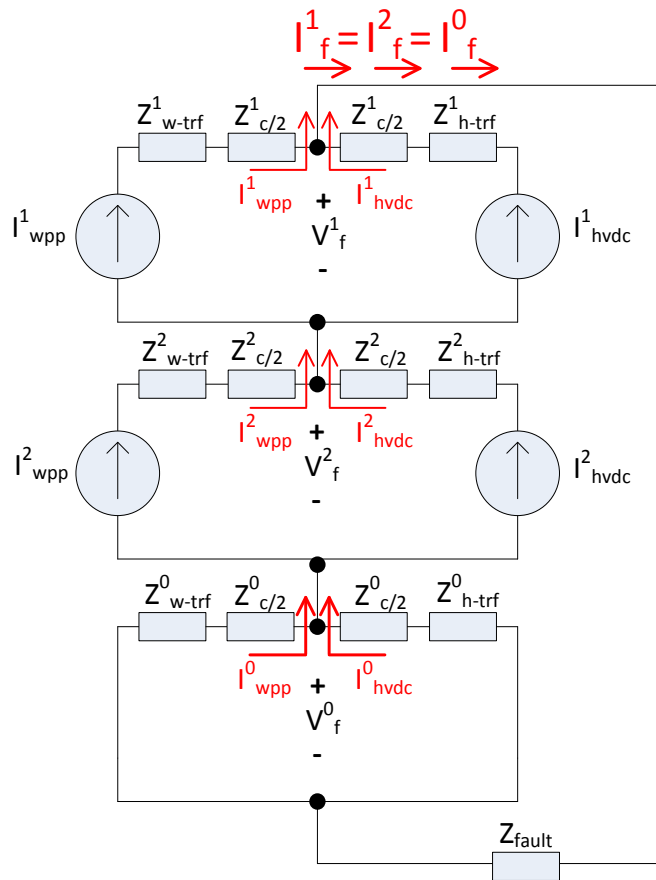 I¹f = I²f = I⁰f
Z¹w-trf Z¹c/2 Z¹c/2 Z¹h-trf
I¹wpp I¹hvdc
I¹wpp + V¹f - I¹hvdc
Z²w-trf Z²c/2 Z²c/2 Z²h-trf
I²wpp I²hvdc
I²wpp + V²f - I²hvdc
Z⁰w-trf Z⁰c/2 Z⁰c/2 Z⁰h-trf
I⁰wpp I⁰hvdc
+
V⁰f
-
Zfault